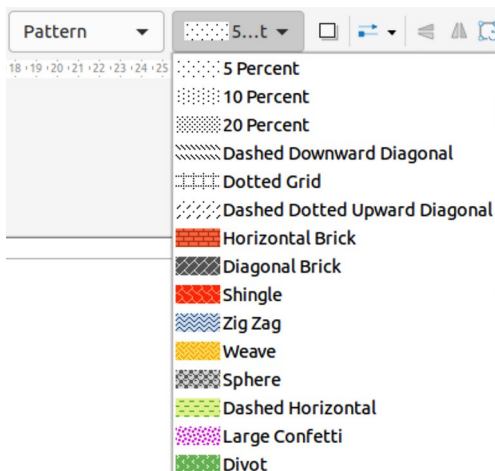 Pattern
5...t
18 19 20 21 22 23 24 25
5 Percent
10 Percent
20 Percent
Dashed Downward Diagonal
Dotted Grid
Dashed Dotted Upward Diagonal
Horizontal Brick
Diagonal Brick
Shingle
Zig Zag
Weave
Sphere
Dashed Horizontal
Large Confetti
Divot